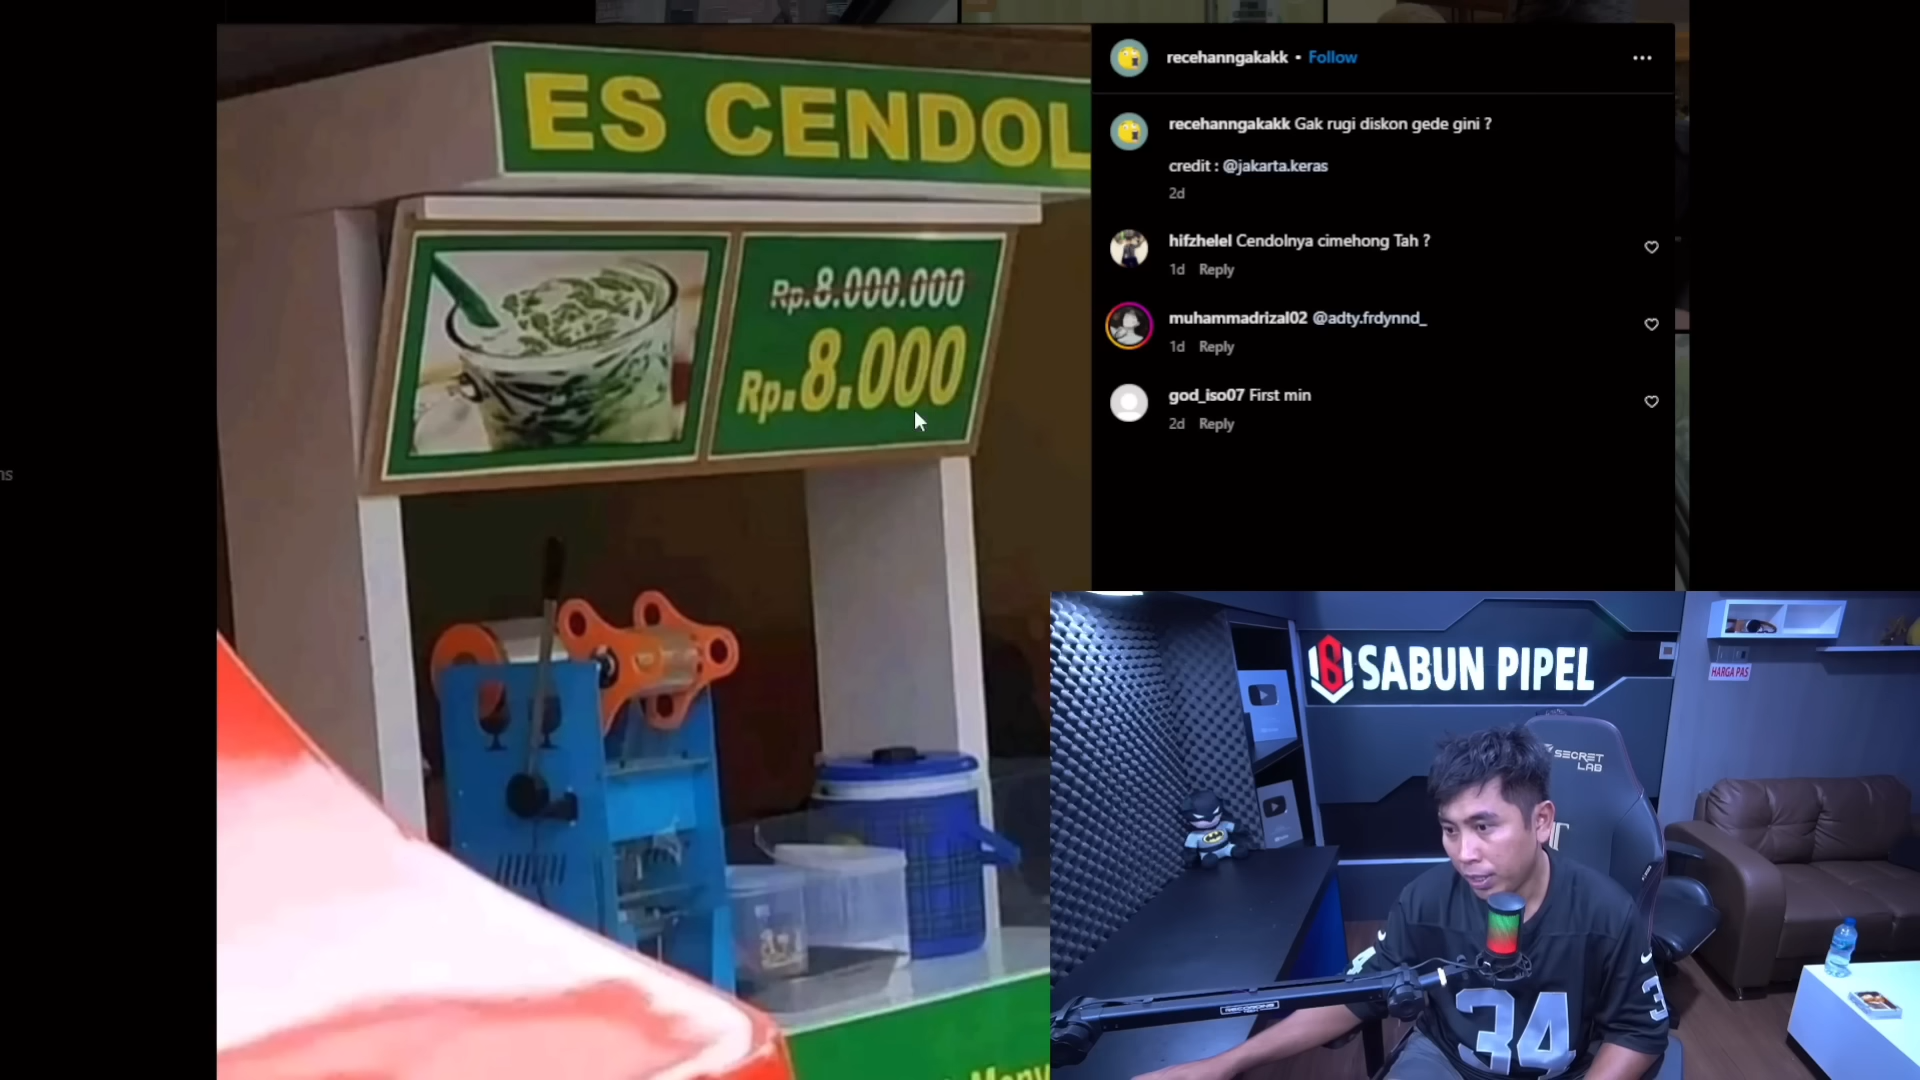 ES CENDOL
Rp.8.000.000
Rp.8.000
ns
recehanngakakk • Follow
recehanngakakk Gak rugi diskon gede gini ?
credit : @jakarta.keras
2d
hifzhelel Cendolnya cimehong Tah ?
1d Reply
muhammadrizal02 @adty.frdynnd_
1d Reply
god_iso07 First min
2d Reply
SABUN PIPEL
HARGA PAS
SECRET
LAB
34
3